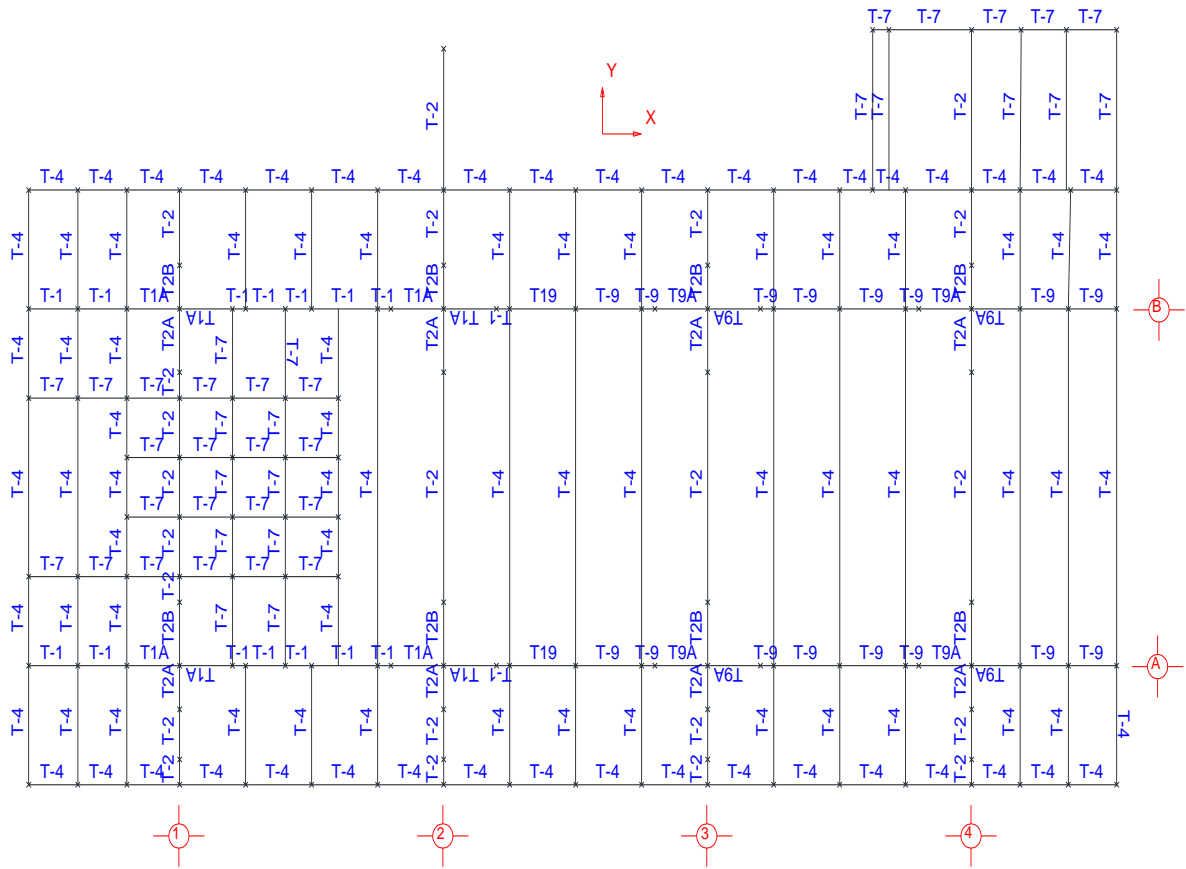 T-7 T-7 T-7 T-7 T-7
Y
X
T-2 T-7 T-7 T-2 T-7 T-7 T-7
T-4 T-4 T-4 T-4 T-4 T-4 T-4 T-4 T-4 T-4 T-4 T-4 T-4 T-4 T-4 T-4 T-4 T-4
T-2 T-2 T-2 T-2
T-4 T-4 T-4 T-4 T-4 T-4 T-4 T-4 T-4 T-4 T-4 T-4 T-4
T2B T2B T2B T2B
T-1 T-1 T1A T-1 T-1 T-1 T-1 T-1 T1A T19 T-9 T-9 T9A T-9 T-9 T-9 T-9 T9A T-9 T-9
B
T1A T1A T-1 T-1 T9A T9A
T-4 T-4 T-4 T2A T-7 T-7 T-4 T2A T2A T2A
T-7 T-7 T-7 T-2 T-7 T-7 T-7
T-4 T-2 T-7 T-7 T-4
T-7 T-7 T-7 T-7
T-4 T-4 T-4 T-2 T-7 T-7 T-4 T-4 T-2 T-4 T-4 T-4 T-2 T-4 T-4 T-4 T-2 T-4 T-4 T-4
T-7 T-7 T-7 T-7
T-4 T-2 T-7 T-7 T-4
T-7 T-7 T-7 T-7 T-7 T-7
T-2
T-4 T-4 T-4 T2B T-7 T-7 T-4 T2B T2B T2B
T-1 T-1 T1A T-1 T-1 T-1 T-1 T-1 T1A T19 T-9 T-9 T9A T-9 T-9 T-9 T-9 T9A T-9 T-9
A
T2A T1A T2A T1A T-1 T-1 T2A T9A T2A T9A
T-4 T-4 T-4 T-2 T-4 T-4 T-4 T-2 T-4 T-4 T-4 T-2 T-4 T-4 T-4 T-2 T-4 T-4 T-4
T-2 T-2 T-2 T-2
T-4 T-4 T-4 T-4 T-4 T-4 T-4 T-4 T-4 T-4 T-4 T-4 T-4 T-4 T-4 T-4 T-4 T-4
1 2 3 4